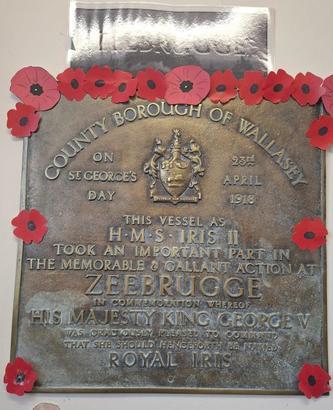 ZEEBRUGGE
COUNTY BOROUGH OF WALLASEY
ON
ST GEORGE'S
DAY
23RD
APRIL
1918
THIS VESSEL AS
H·M·S·IRIS II
TOOK AN IMPORTANT PART IN
THE MEMORABLE & GALLANT ACTION AT
ZEEBRUGGE
IN COMMEMORATION WHEREOF
HIS MAJESTY KING GEORGE V
WAS GRACIOUSLY PLEASED TO COMMAND
THAT SHE SHOULD HENCEFORTH BE NAMED
ROYAL IRIS